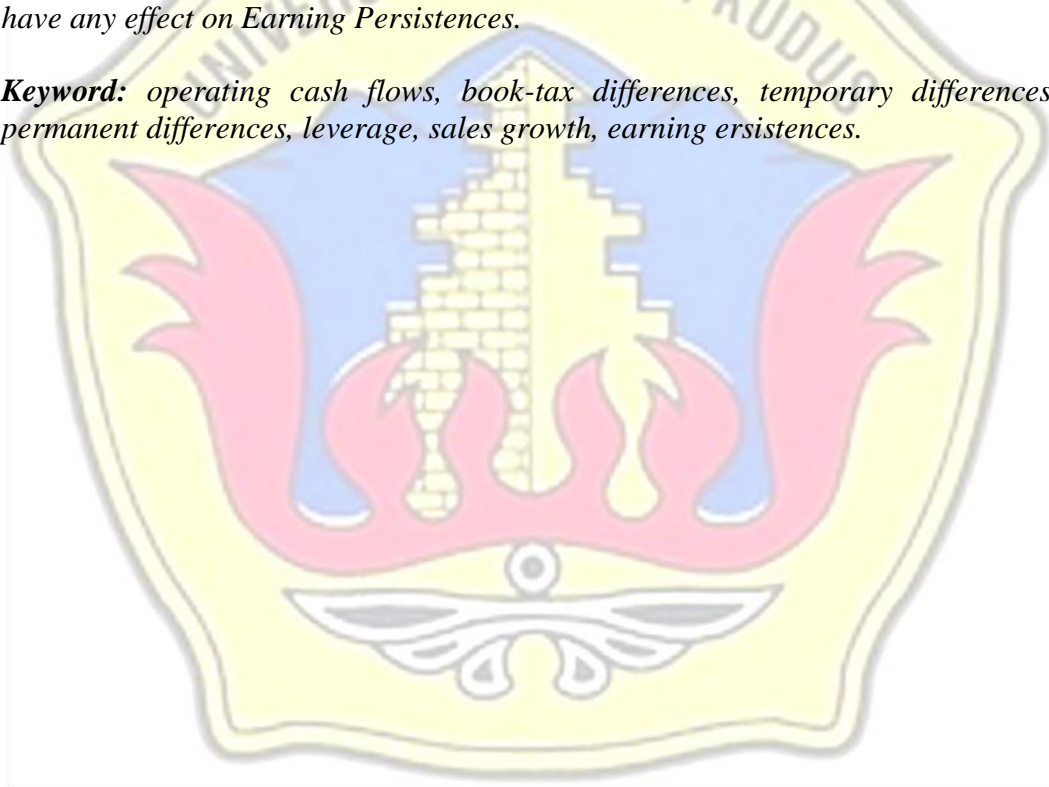 have any effect on Earning Persistences.
Keyword: operating cash flows, book-tax differences, temporary differences
permanent differences, leverage, sales growth, earning ersistences.
KUDUS